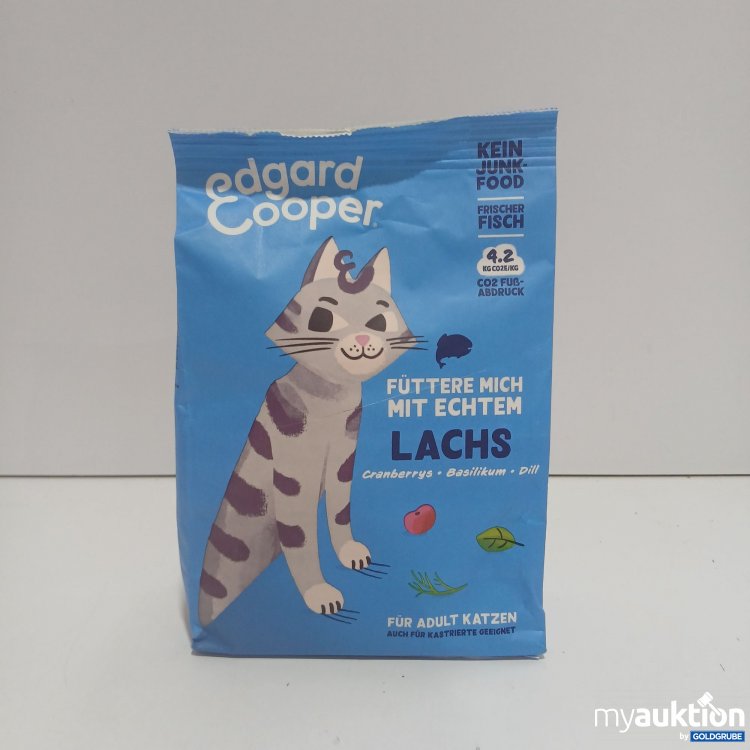 Edgard
Cooper®
KEIN
JUNK-
FOOD
FRISCHER
FISCH
4.2
KG CO2E/KG
CO2 FUß-
ABDRUCK
FÜTTERE MICH
MIT ECHTEM
LACHS
Cranberrys • Basilikum • Dill
FÜR ADULT KATZEN
AUCH FÜR KASTRIERTE GEEIGNET
myauktion
by GOLDGRUBE